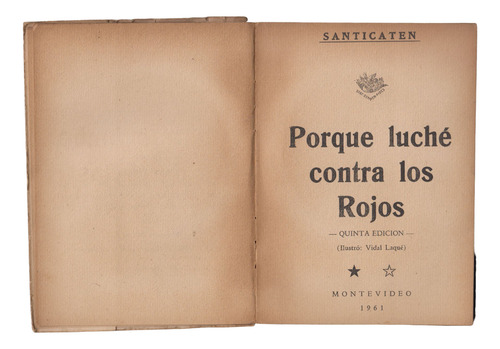 SANTICATEN
Porque luché
contra los
Rojos
— QUINTA EDICION —
(Ilustró: Vidal Laqué)
MONTEVIDEO
1961